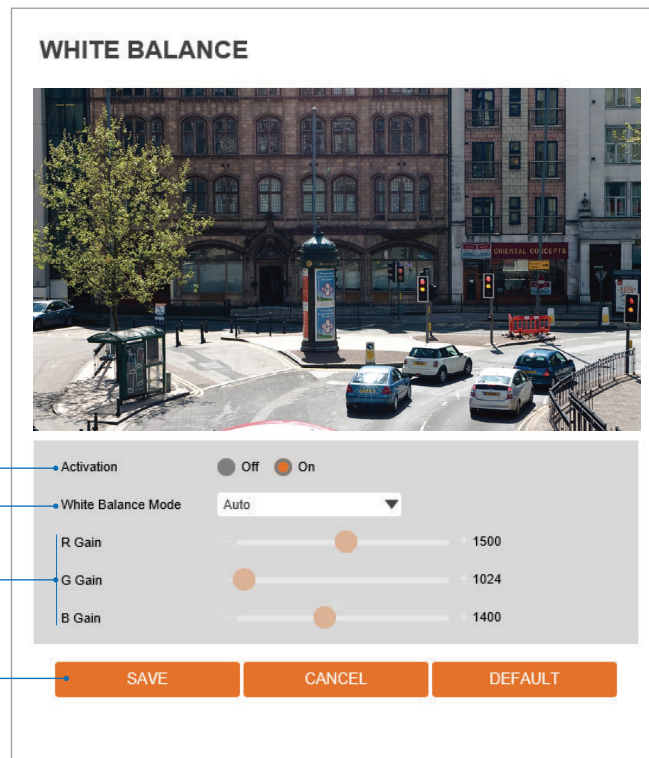 WHITE BALANCE
ORIENTAL CONCEPTS
Activation Off On
White Balance Mode Auto
R Gain - + 1500
G Gain - + 1024
B Gain - + 1400
SAVE CANCEL DEFAULT